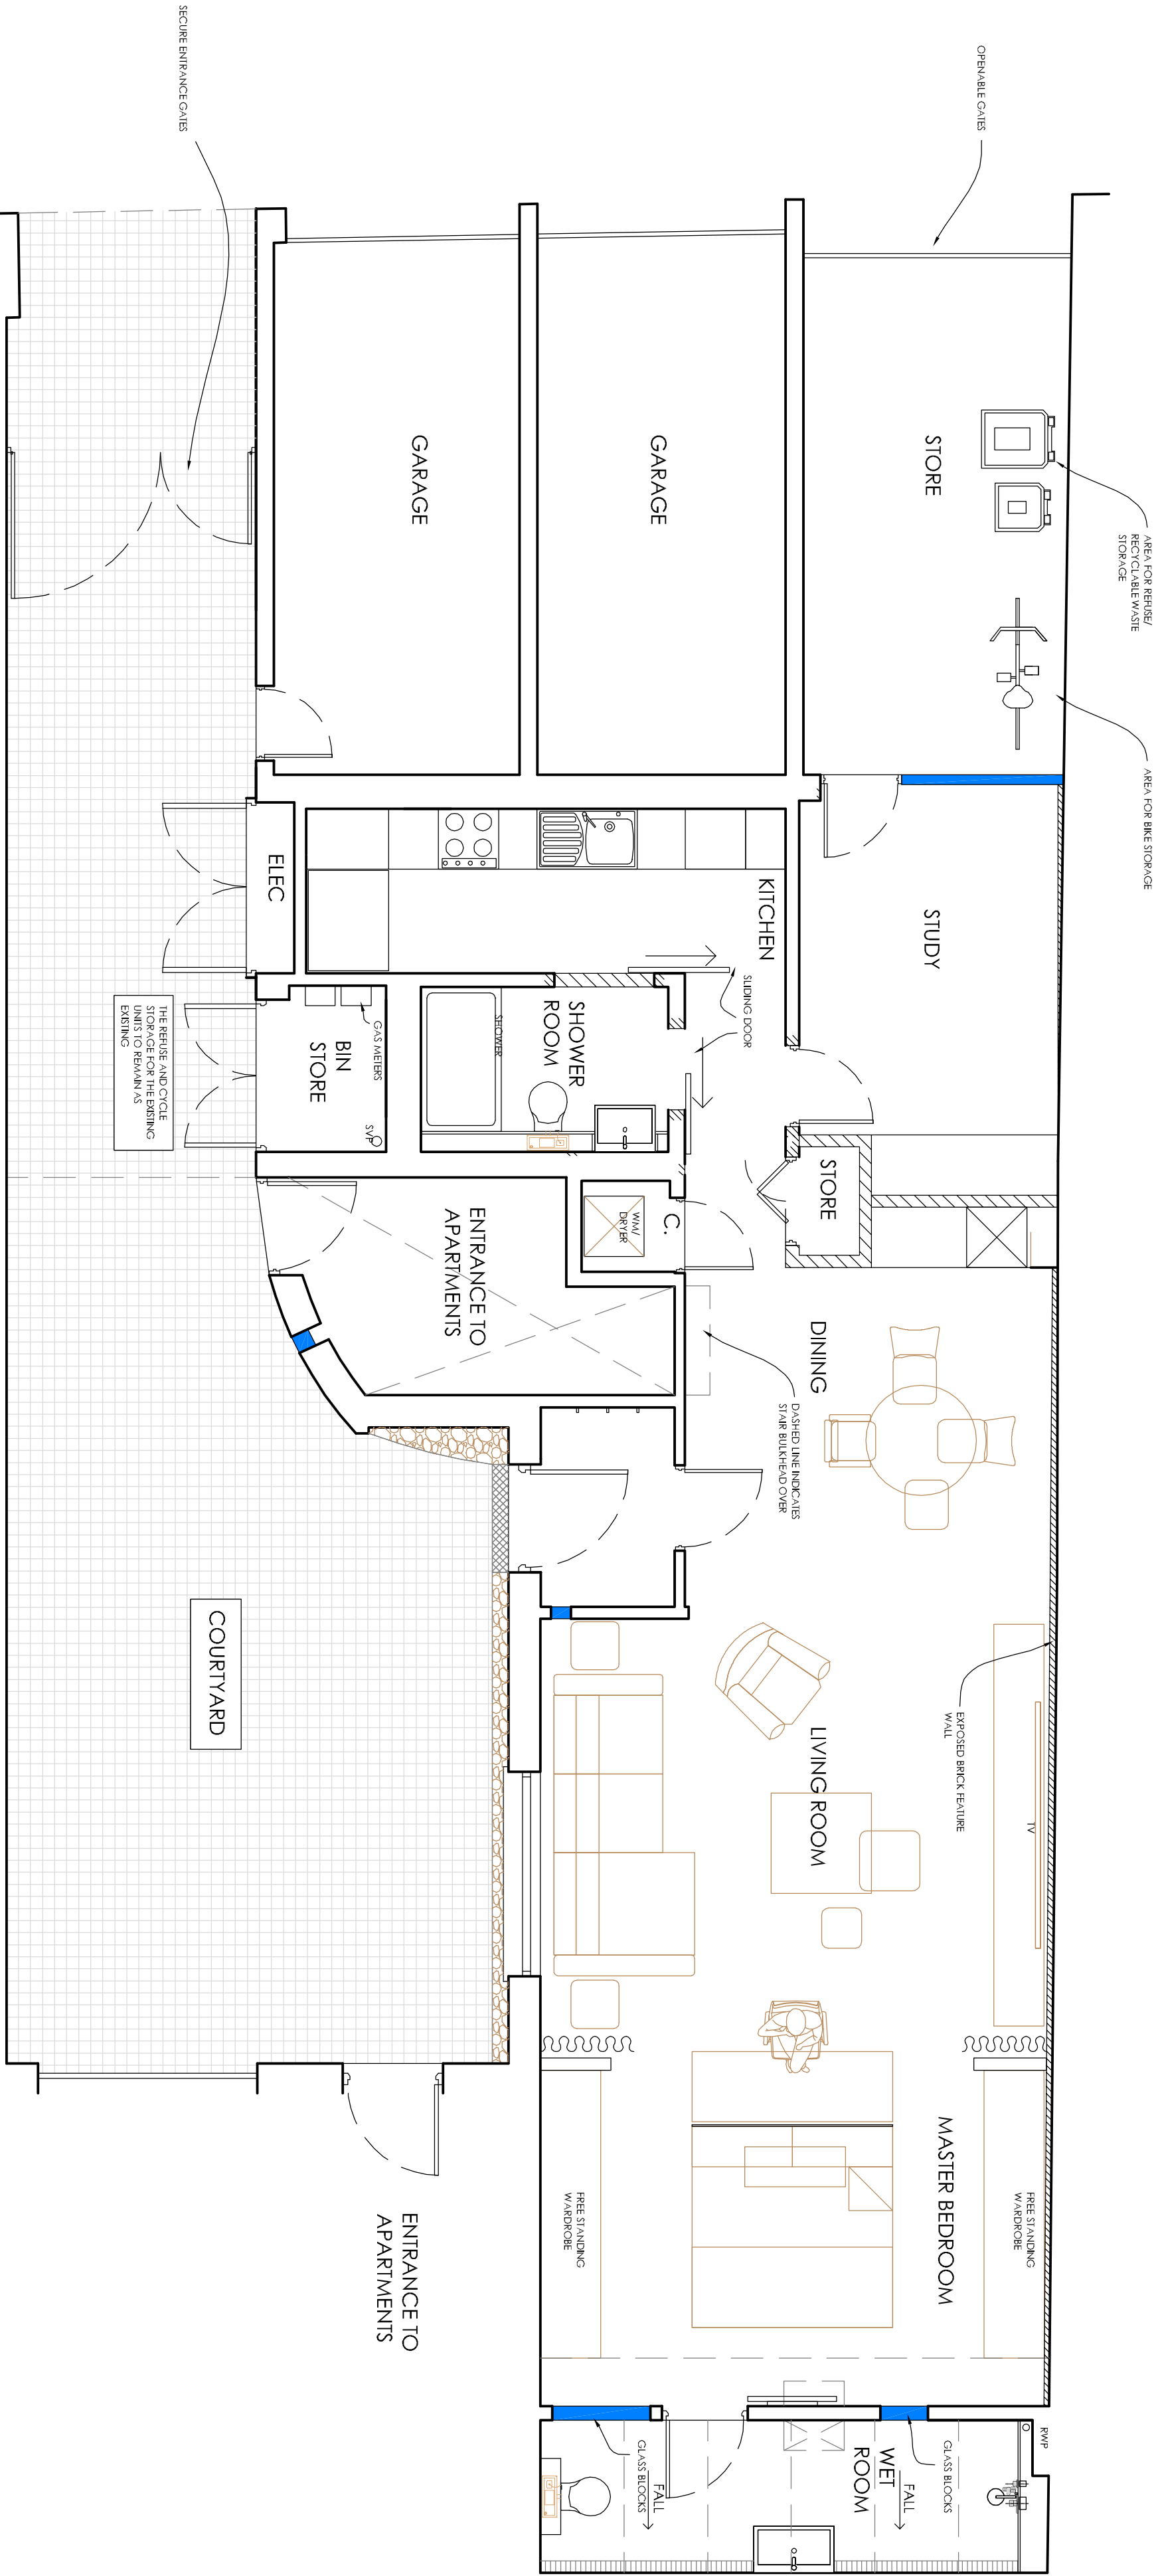 SECURE ENTRANCE GATES
OPENABLE GATES
AREA FOR REFUSE/
RECYCLABLE WASTE
STORAGE
AREA FOR BIKE STORAGE
STORE
GARAGE
GARAGE
STUDY
KITCHEN
SLIDING DOOR
ELEC
SHOWER
ROOM
SHOWER
GAS METERS
BIN
STORE
SVP
THE REFUSE AND CYCLE
STORAGE FOR THE EXISTING
UNITS TO REMAIN AS
EXISTING
STORE
C.
WM/
DRYER
ENTRANCE TO
APARTMENTS
DINING
DASHED LINE INDICATES
STAIR BULKHEAD OVER
EXPOSED BRICK FEATURE
WALL
TV
LIVING ROOM
COURTYARD
MASTER BEDROOM
FREE STANDING
WARDROBE
FREE STANDING
WARDROBE
ENTRANCE TO
APARTMENTS
RWP
GLASS BLOCKS
FALL
WET
ROOM
GLASS BLOCKS
FALL